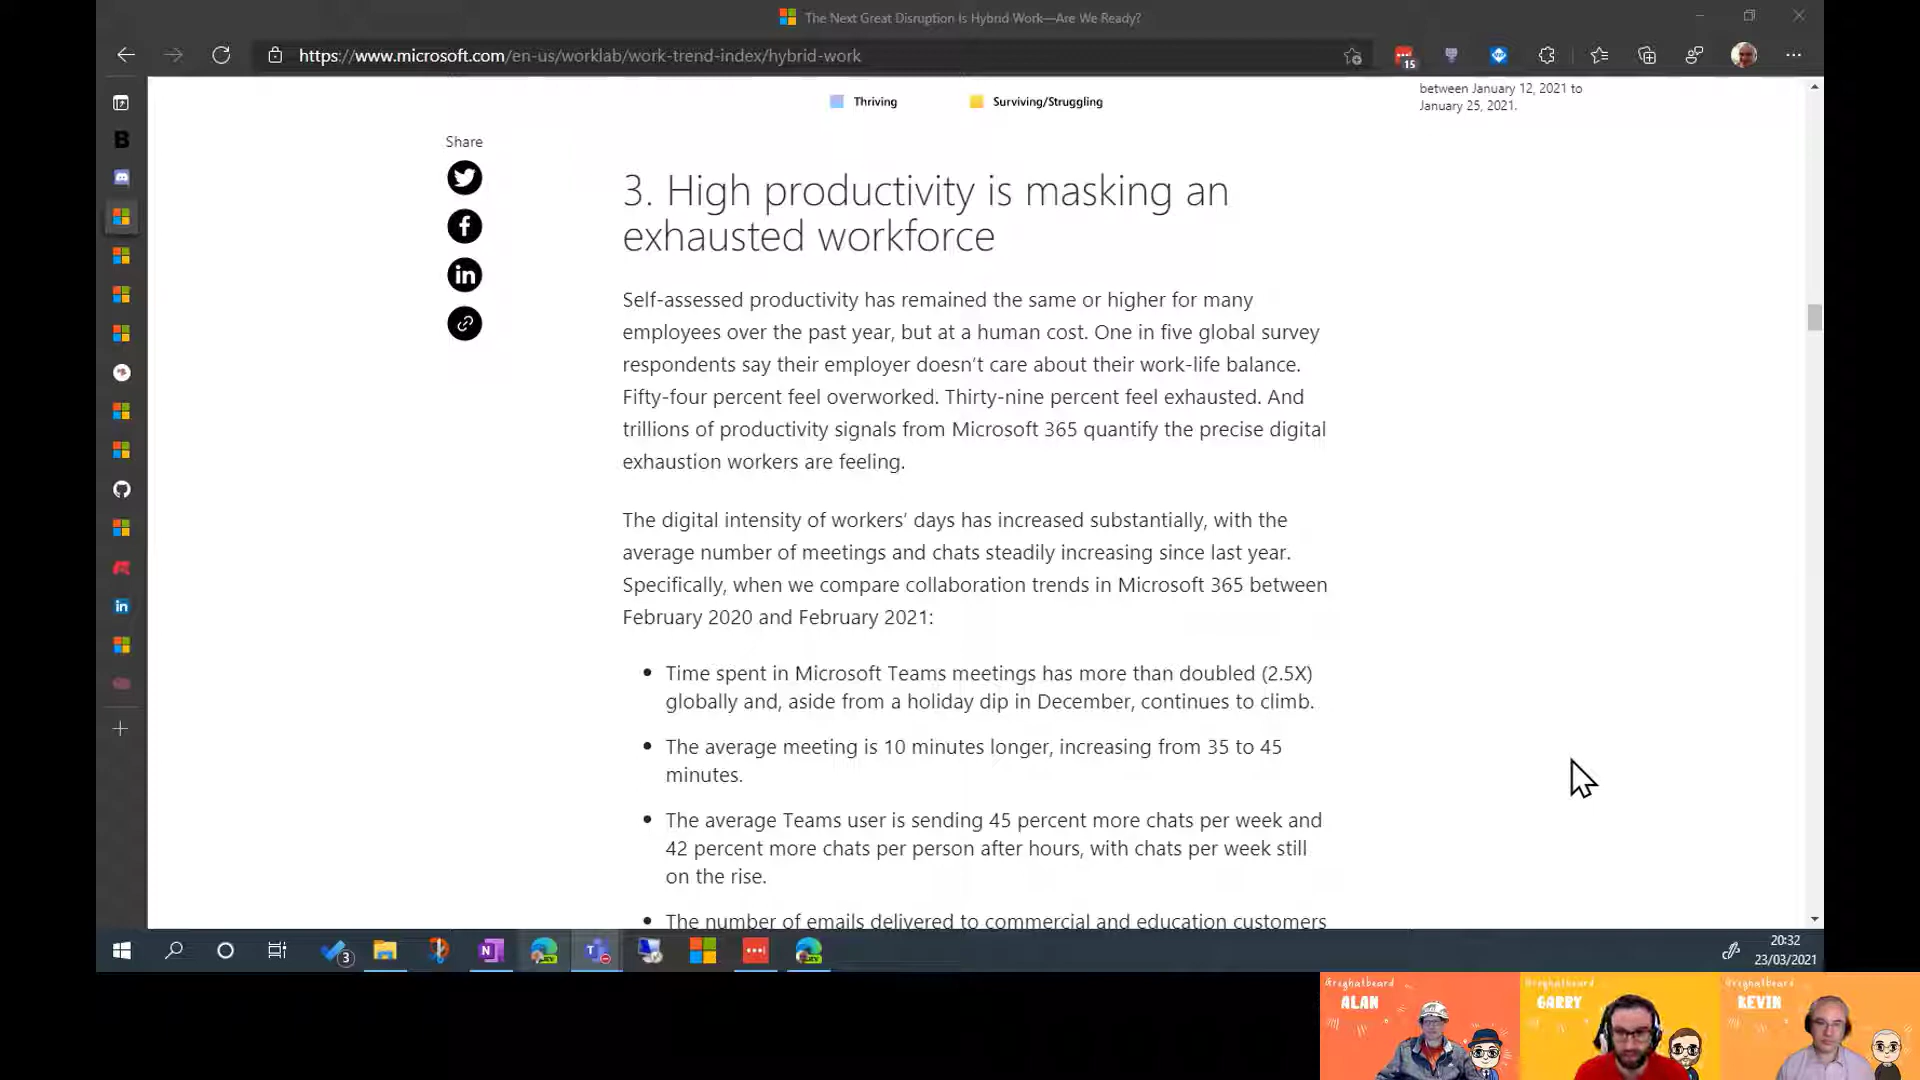 The Next Great Disruption Is Hybrid Work—Are We Ready?
https://www.microsoft.com/en-us/worklab/work-trend-index/hybrid-work
15
Thriving
Surviving/Struggling
between January 12, 2021 to
January 25, 2021.
Share
3. High productivity is masking an
exhausted workforce
Self-assessed productivity has remained the same or higher for many
employees over the past year, but at a human cost. One in five global survey
respondents say their employer doesn’t care about their work-life balance.
Fifty-four percent feel overworked. Thirty-nine percent feel exhausted. And
trillions of productivity signals from Microsoft 365 quantify the precise digital
exhaustion workers are feeling.
The digital intensity of workers’ days has increased substantially, with the
average number of meetings and chats steadily increasing since last year.
Specifically, when we compare collaboration trends in Microsoft 365 between
February 2020 and February 2021:
• Time spent in Microsoft Teams meetings has more than doubled (2.5X)
globally and, aside from a holiday dip in December, continues to climb.
• The average meeting is 10 minutes longer, increasing from 35 to 45
minutes.
• The average Teams user is sending 45 percent more chats per week and
42 percent more chats per person after hours, with chats per week still
on the rise.
• The number of emails delivered to commercial and education customers
3
20:32
23/03/2021
@greyhatbeard
ALAN
@greyhatbeard
GARRY
@greyhatbeard
KEVIN